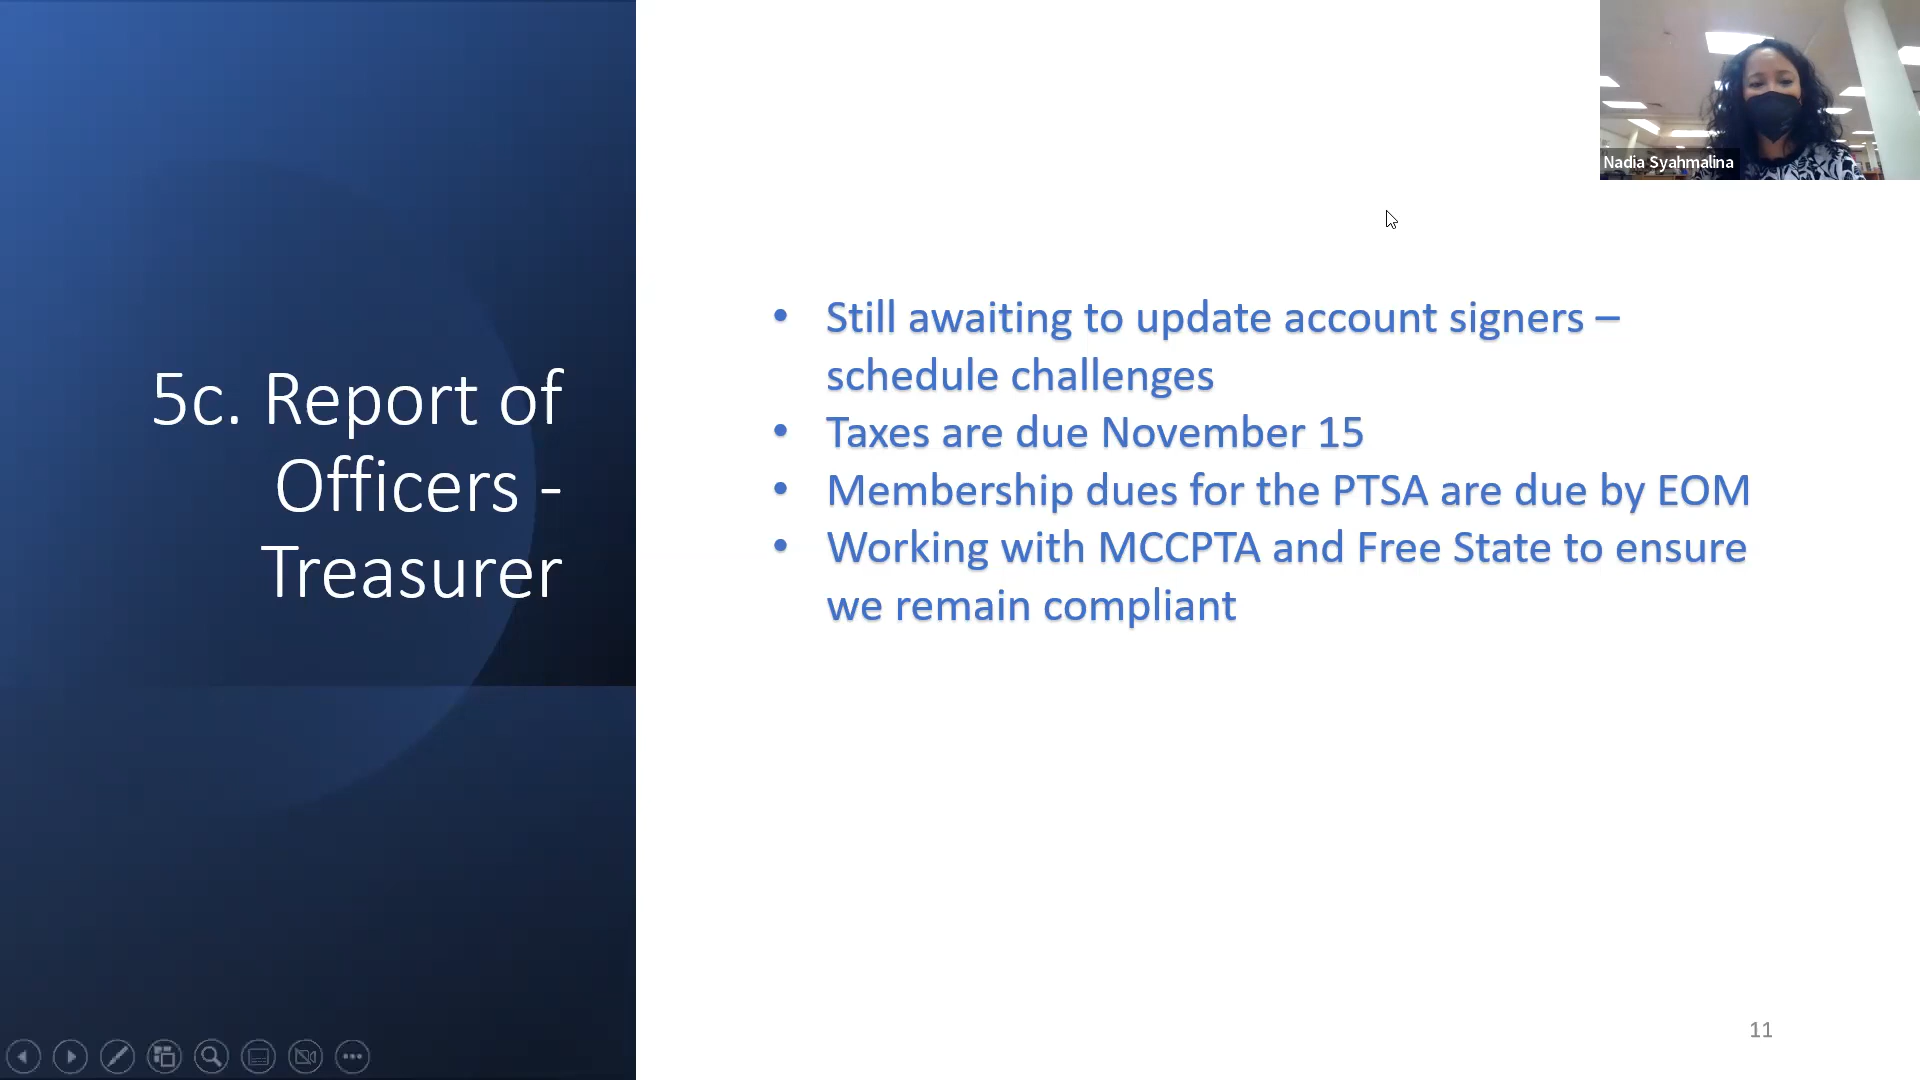 5c. Report of
Officers -
Treasurer
• Still awaiting to update account signers –
schedule challenges
• Taxes are due November 15
• Membership dues for the PTSA are due by EOM
• Working with MCCPTA and Free State to ensure
we remain compliant
Nadia Syahmalina
11